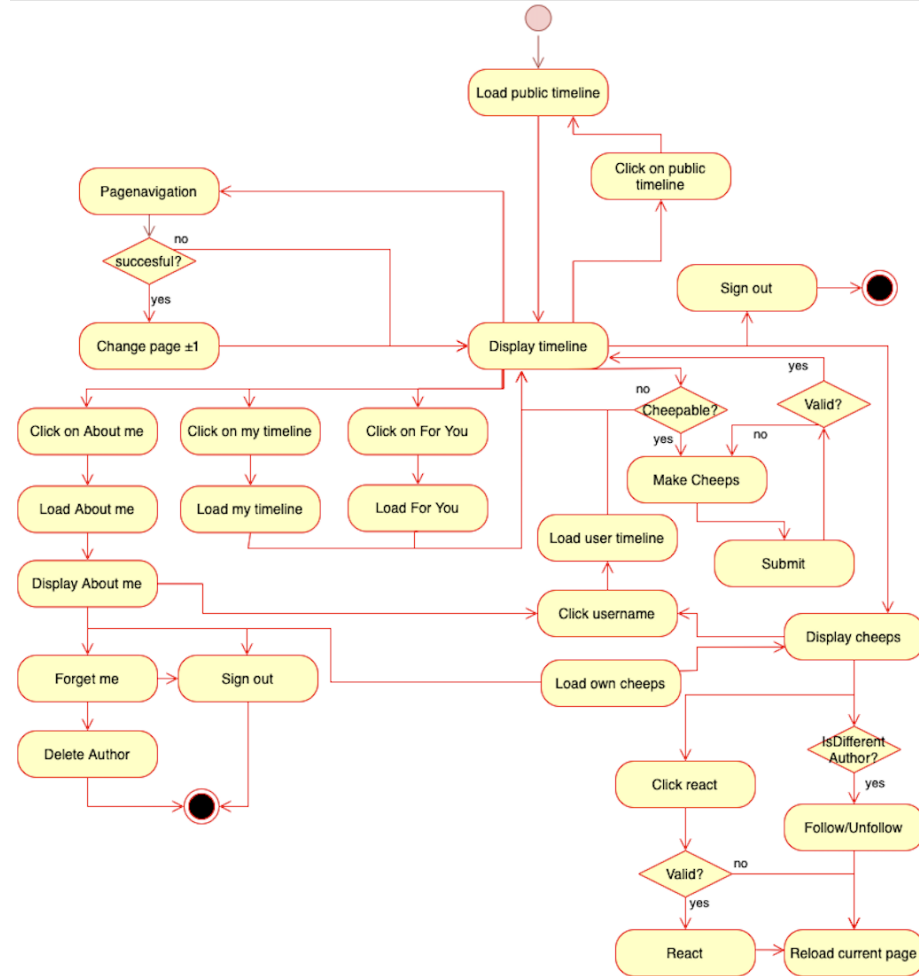 Load public timeline
Click on public
timeline
Pagenavigation
no
succesful?
Sign out
yes
Change page ±1
Display timeline
yes
no
Click on About me
Click on my timeline
Click on For You
Cheepable?
Valid?
yes
no
Make Cheeps
Load About me
Load my timeline
Load For You
Load user timeline
Submit
Display About me
Click username
Display cheeps
Forget me
Sign out
Load own cheeps
Delete Author
IsDifferent
Author?
Click react
yes
Follow/Unfollow
Valid?
no
yes
React
Reload current page